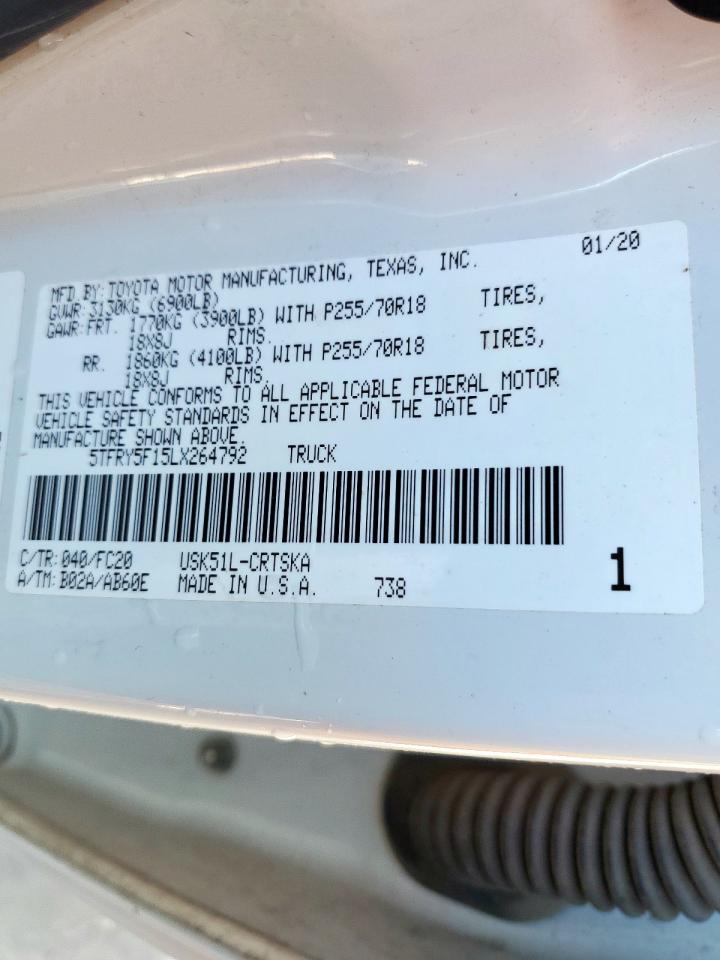 MFD.BY: TOYOTA MOTOR MANUFACTURING, TEXAS, INC. 01/20
GVWR: 3130KG (6900LB)
GAWR: FRT. 1770KG (3900LB) WITH P255/70R18 TIRES,
18X8J RIMS.
RR. 1860KG (4100LB) WITH P255/70R18 TIRES,
18X8J RIMS.
THIS VEHICLE CONFORMS TO ALL APPLICABLE FEDERAL MOTOR
VEHICLE SAFETY STANDARDS IN EFFECT ON THE DATE OF
MANUFACTURE SHOWN ABOVE.
5TFRY5F15LX264792 TRUCK
C/TR: 040/FC20 USK51L-CRTSKA
A/TM: B02A/AB60E MADE IN U.S.A. 738 1